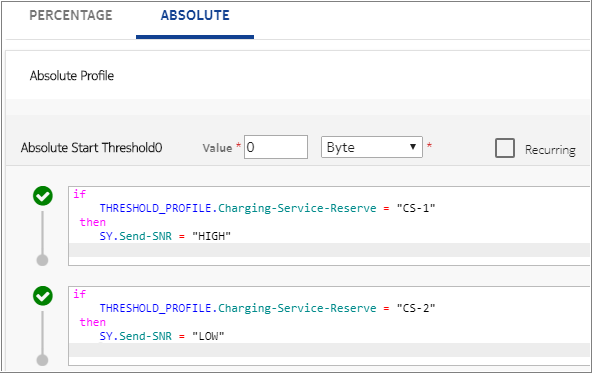 PERCENTAGE ABSOLUTE
Absolute Profile
Absolute Start Threshold0 Value * 0 Byte * Recurring
if
THRESHOLD_PROFILE.Charging-Service-Reserve = "CS-1"
then
SY.Send-SNR = "HIGH"
if
THRESHOLD_PROFILE.Charging-Service-Reserve = "CS-2"
then
SY.Send-SNR = "LOW"